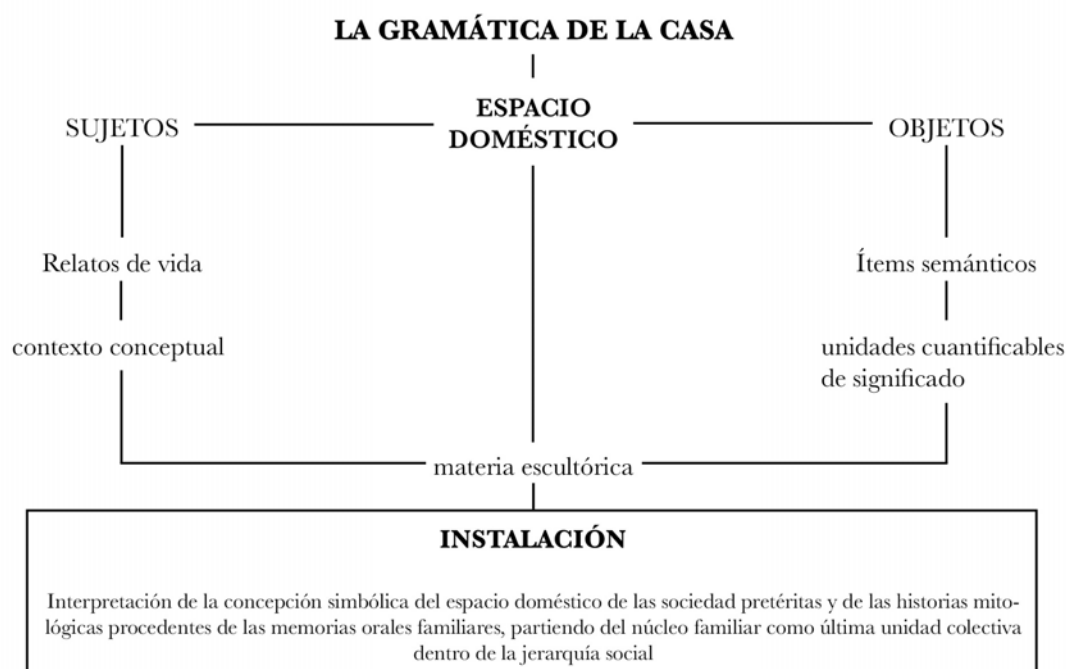 LA GRAMÁTICA DE LA CASA
ESPACIO
DOMÉSTICO
SUJETOS
OBJETOS
Relatos de vida
Ítems semánticos
contexto conceptual
unidades cuantificables
de significado
materia escultórica
INSTALACIÓN
Interpretación de la concepción simbólica del espacio doméstico de las sociedad pretéritas y de las historias mito-
lógicas procedentes de las memorias orales familiares, partiendo del núcleo familiar como última unidad colectiva
dentro de la jerarquía social